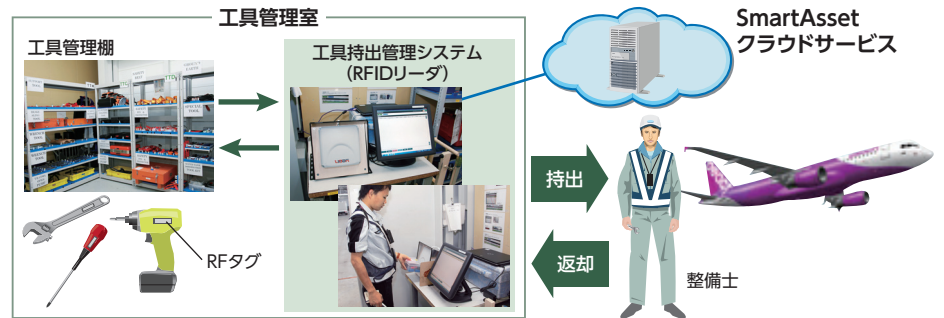 工具管理室
工具管理棚
工具持出管理システム
（RFIDリーダ）
SmartAsset
クラウドサービス
持出
返却
RFタグ
整備士